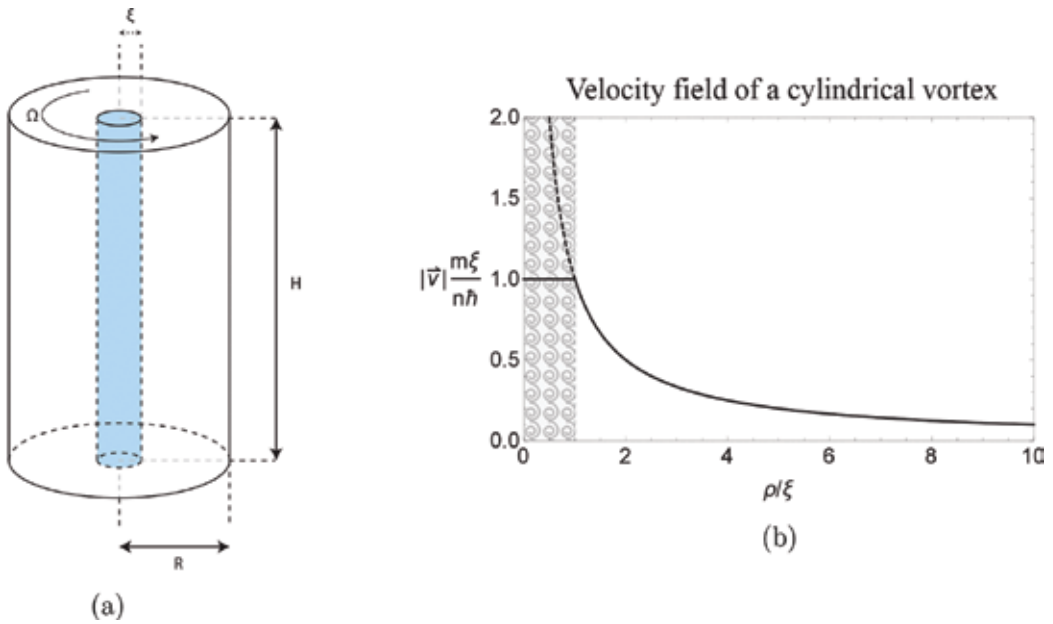 ξ
Ω
H
R
(a)
Velocity field of a cylindrical vortex
2.0
1.5
|v⃗| mξ/nħ
1.0
0.5
0.0
0 2 4 6 8 10
ρ/ξ
(b)